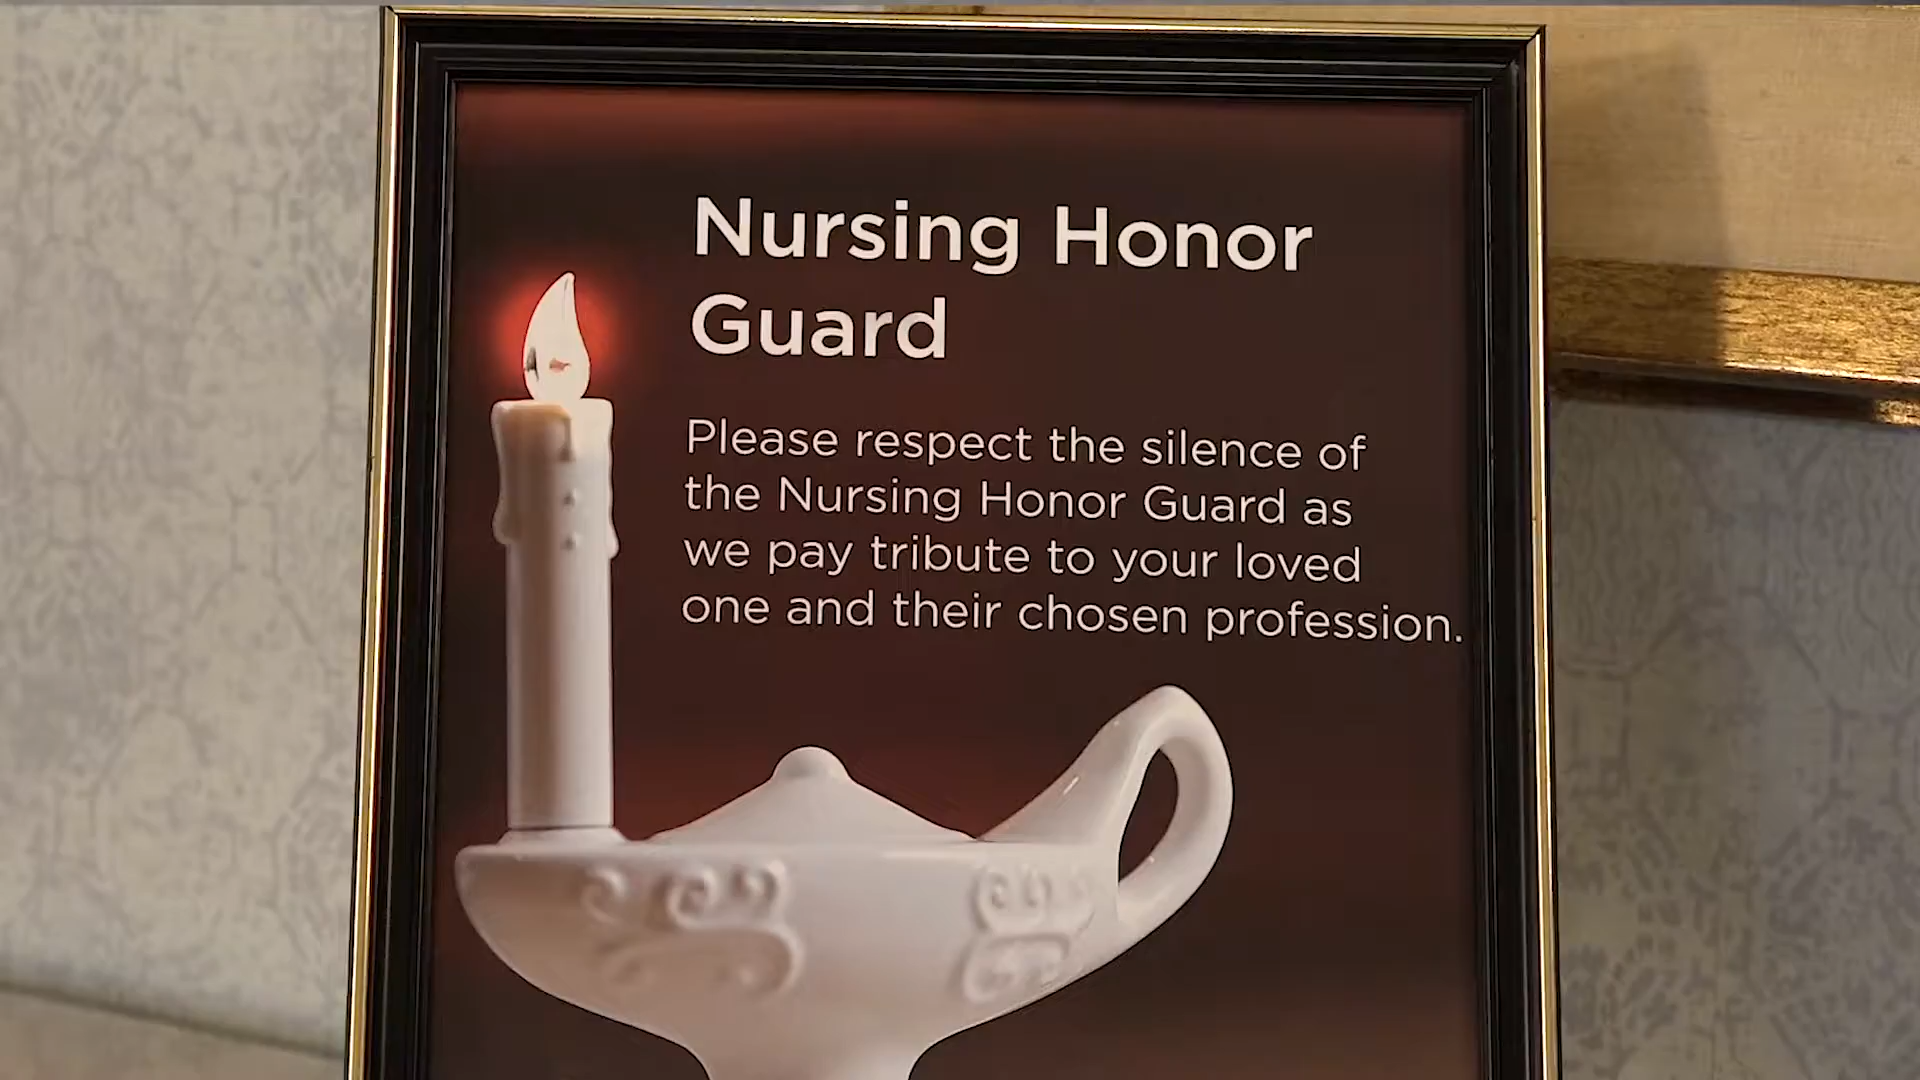 Nursing Honor
Guard
Please respect the silence of
the Nursing Honor Guard as
we pay tribute to your loved
one and their chosen profession.